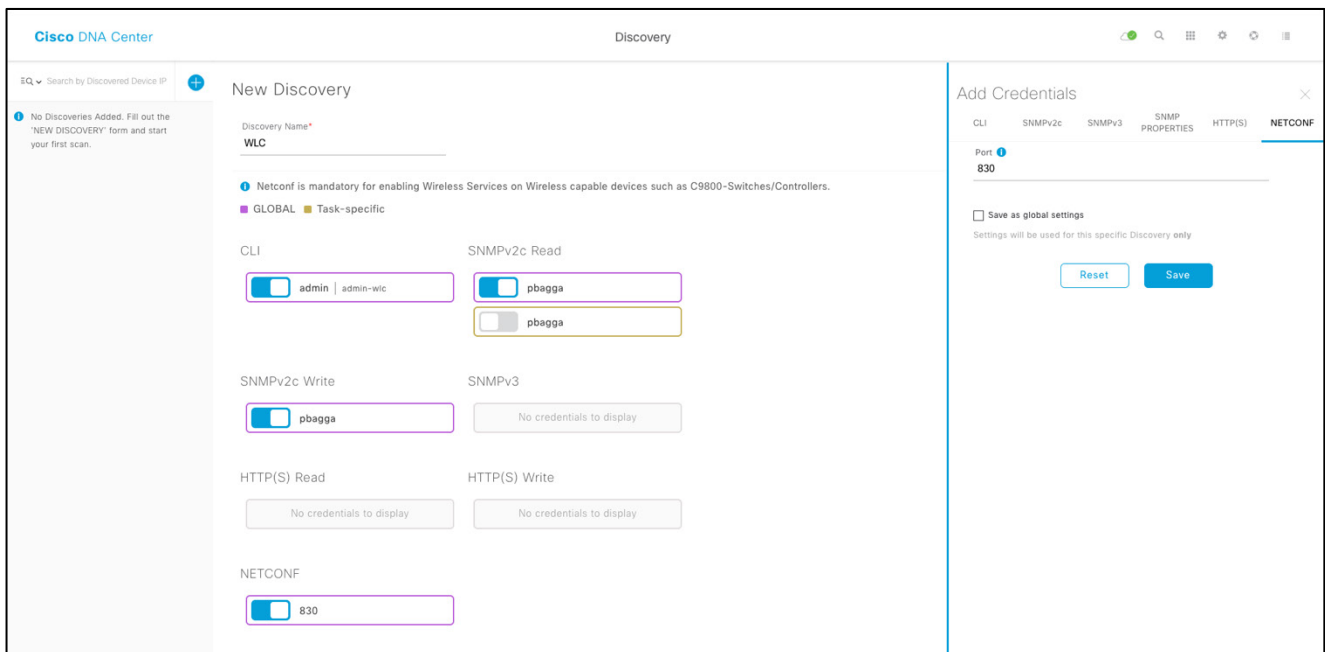 Cisco DNA Center
Discovery
Search by Discovered Device IP
No Discoveries Added. Fill out the
'NEW DISCOVERY' form and start
your first scan.
New Discovery
Discovery Name*
WLC
Netconf is mandatory for enabling Wireless Services on Wireless capable devices such as C9800-Switches/Controllers.
GLOBAL Task-specific
CLI
admin | admin-wlc
SNMPv2c Read
pbagga
pbagga
SNMPv2c Write
pbagga
SNMPv3
No credentials to display
HTTP(S) Read
No credentials to display
HTTP(S) Write
No credentials to display
NETCONF
830
Add Credentials
CLI SNMPv2c SNMPv3 SNMP PROPERTIES HTTP(S) NETCONF
Port
830
Save as global settings
Settings will be used for this specific Discovery only
Reset Save